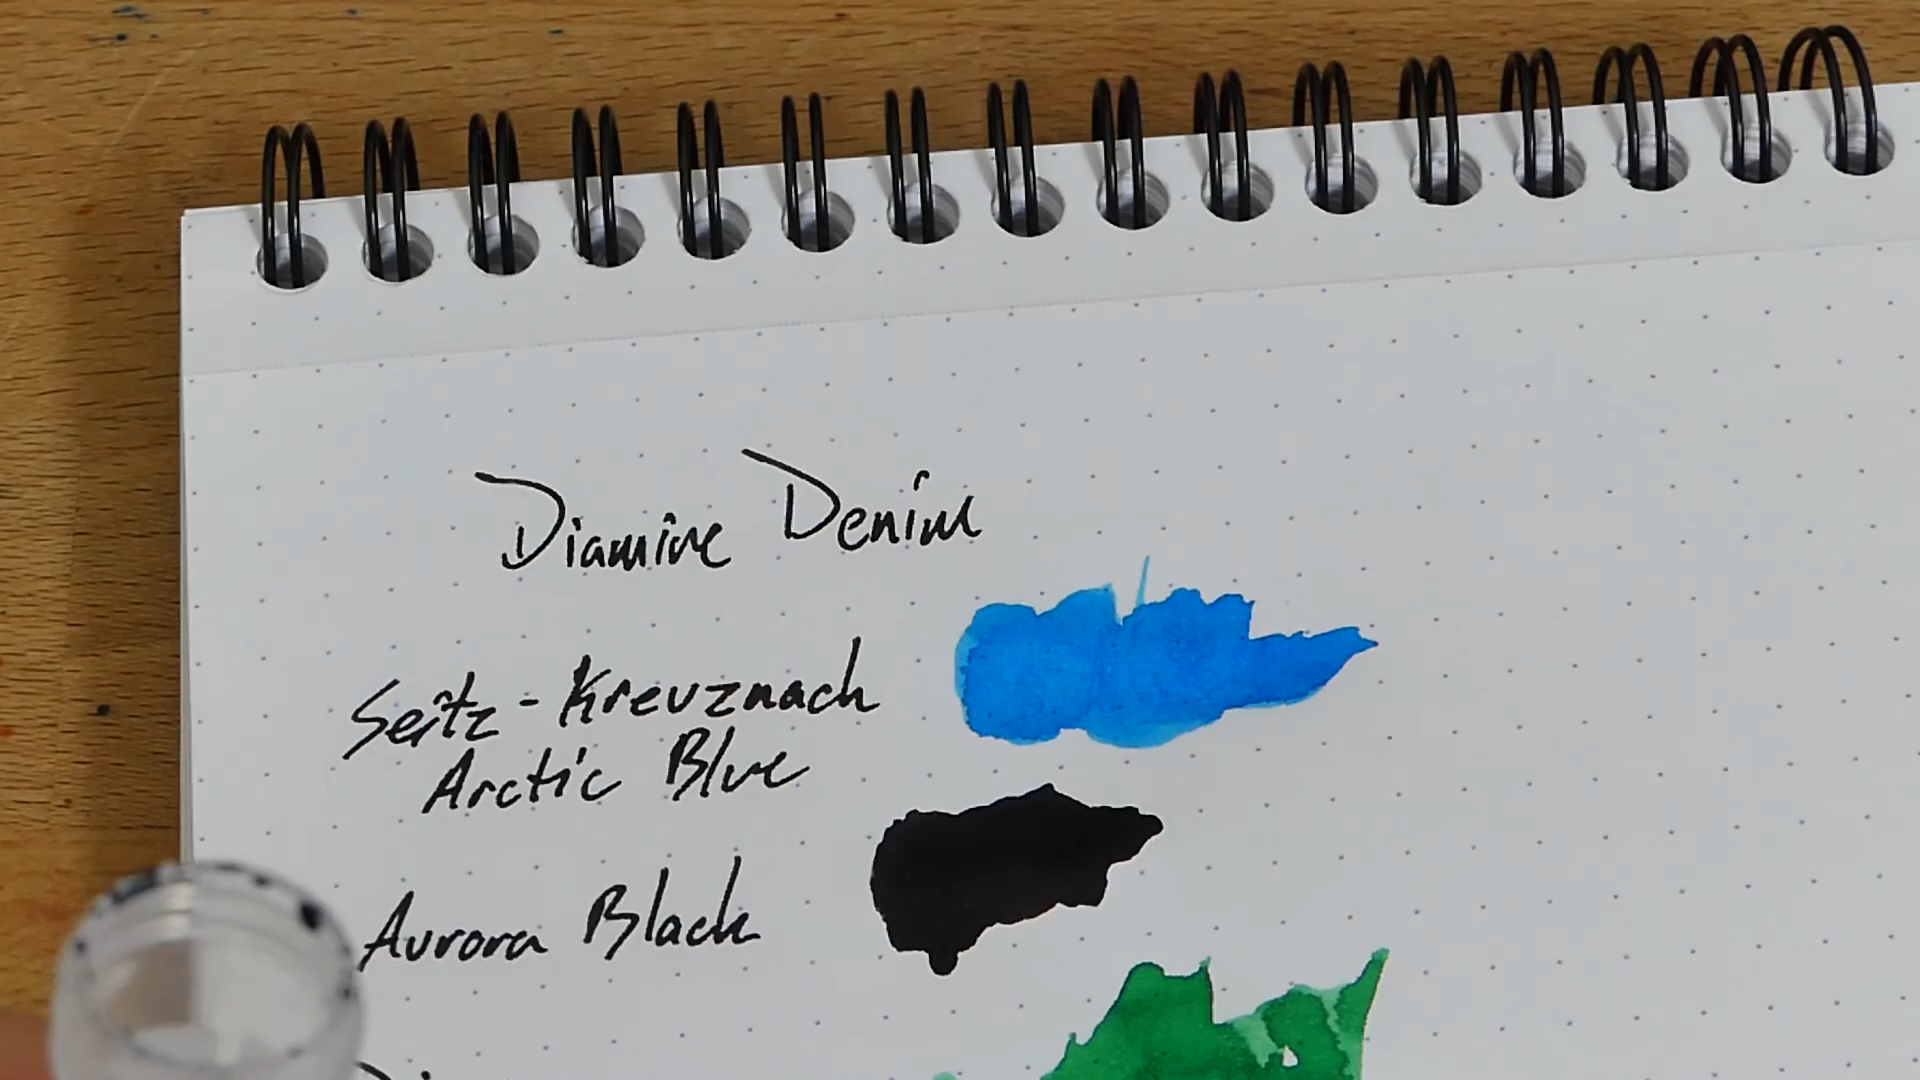 Diamine Denim
Seitz-Kreuznach
Arctic Blue
Aurora Black